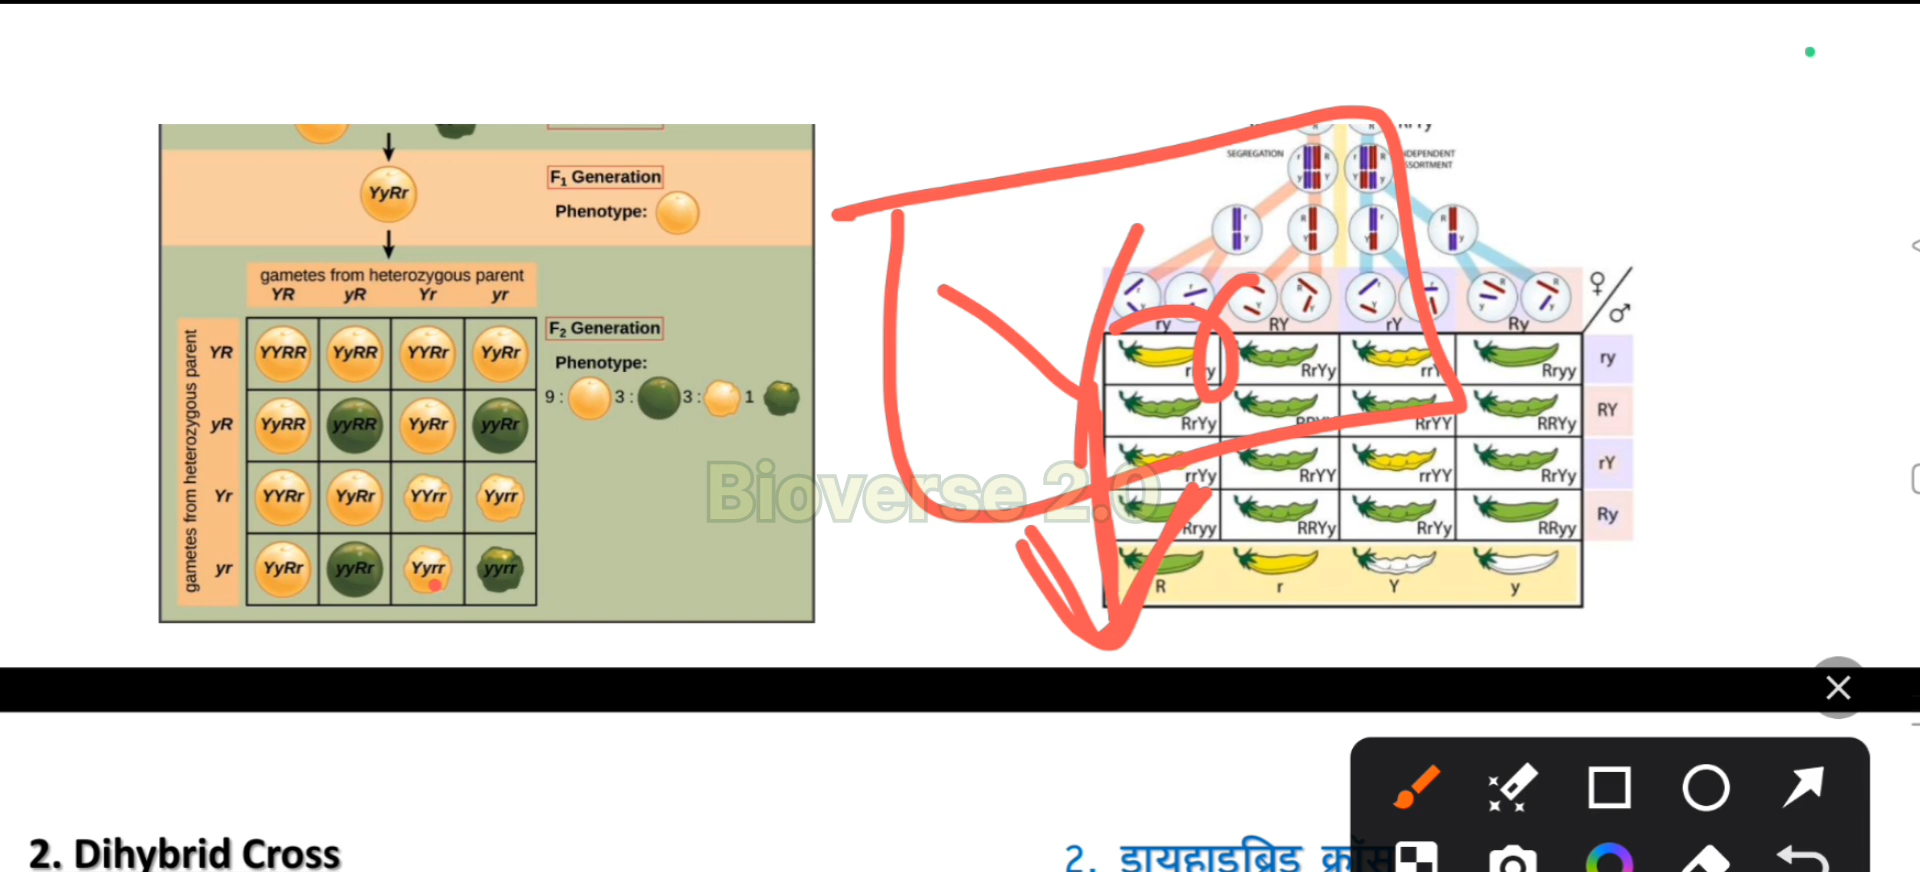 YyRr
F1 Generation
Phenotype:
gametes from heterozygous parent
YR yR Yr yr
gametes from heterozygous parent
YR YYRR YyRR YYRr YyRr
yR YyRR yyRR YyRr yyRr
Yr YYRr YyRr YYrr Yyrr
yr YyRr yyRr Yyrr yyrr
F2 Generation
Phenotype:
9 : 3 : 3 : 1
SEGREGATION
ry RY rY Ry
♀/♂
RrYy Rryy ry
RrYy RrYY RRYy RY
rrYy RrYY rrYY RrYy rY
Rryy RRYy RrYy RRyy Ry
R r Y y
Bioverse 2.0
2. Dihybrid Cross
2. डायहाइब्रिड